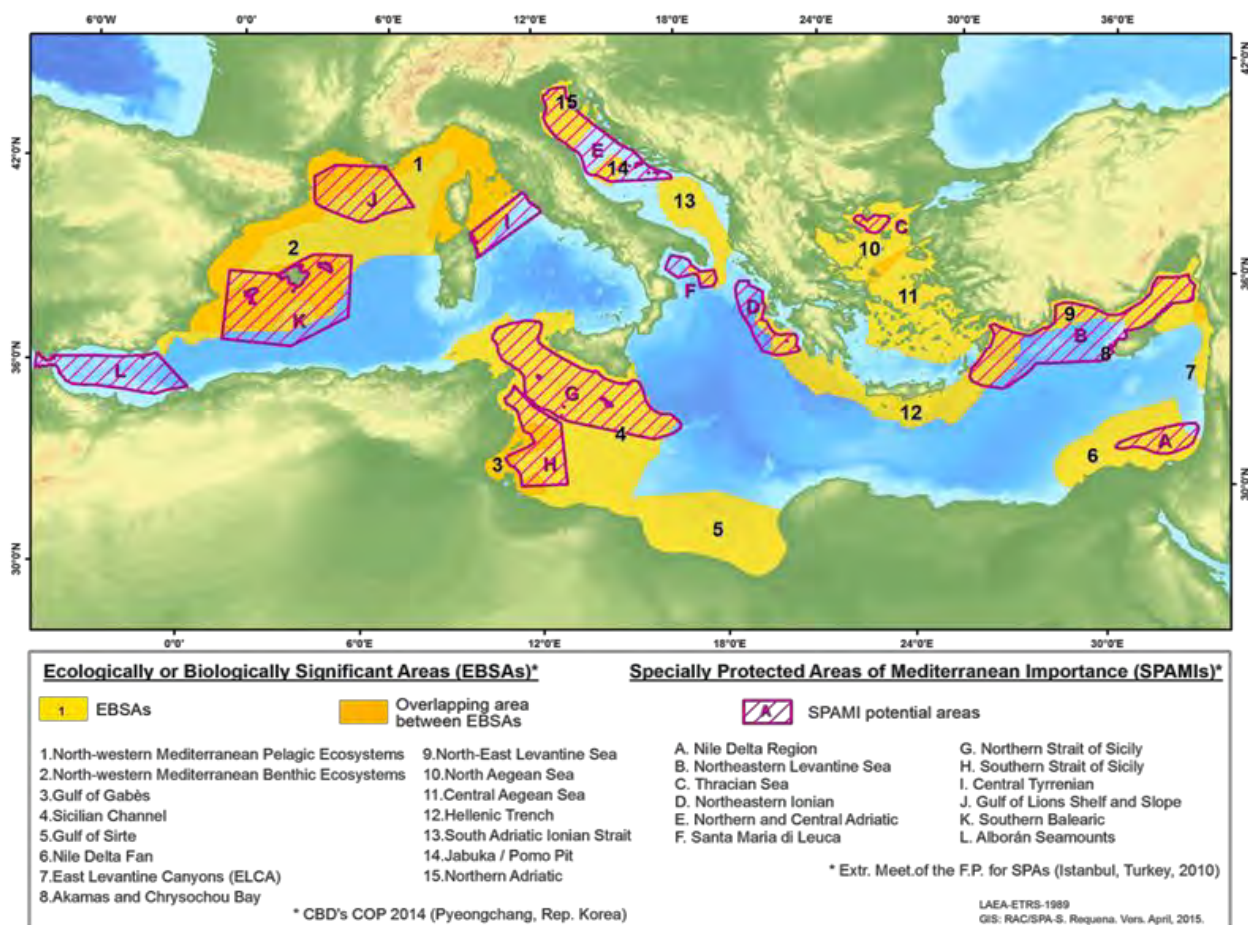 6°0'W 0°0' 6°0'E 12°0'E 18°0'E 24°0'E 30°0'E 36°0'E
42°0'N
42°0'N
36°0'N
36°0'N
30°0'N
30°0'N
15
E
1
14
J
13
I
C
2
10
F
11
D
K
9
B
8
L
7
G
12
4
A
6
3
H
5
0°0' 6°0'E 12°0'E 18°0'E 24°0'E 30°0'E
Ecologically or Biologically Significant Areas (EBSAs)*
1 EBSAs
Overlapping area
between EBSAs
1.North-western Mediterranean Pelagic Ecosystems
2.North-western Mediterranean Benthic Ecosystems
3.Gulf of Gabès
4.Sicilian Channel
5.Gulf of Sirte
6.Nile Delta Fan
7.East Levantine Canyons (ELCA)
8.Akamas and Chrysochou Bay
9.North-East Levantine Sea
10.North Aegean Sea
11.Central Aegean Sea
12.Hellenic Trench
13.South Adriatic Ionian Strait
14.Jabuka / Pomo Pit
15.Northern Adriatic
* CBD's COP 2014 (Pyeongchang, Rep. Korea)
Specially Protected Areas of Mediterranean Importance (SPAMIs)*
A SPAMI potential areas
A. Nile Delta Region
B. Northeastern Levantine Sea
C. Thracian Sea
D. Northeastern Ionian
E. Northern and Central Adriatic
F. Santa Maria di Leuca
G. Northern Strait of Sicily
H. Southern Strait of Sicily
I. Central Tyrrenian
J. Gulf of Lions Shelf and Slope
K. Southern Balearic
L. Alborán Seamounts
* Extr. Meet.of the F.P. for SPAs (Istanbul, Turkey, 2010)
LAEA-ETRS-1989
GIS: RAC/SPA-S. Requena. Vers. April, 2015.